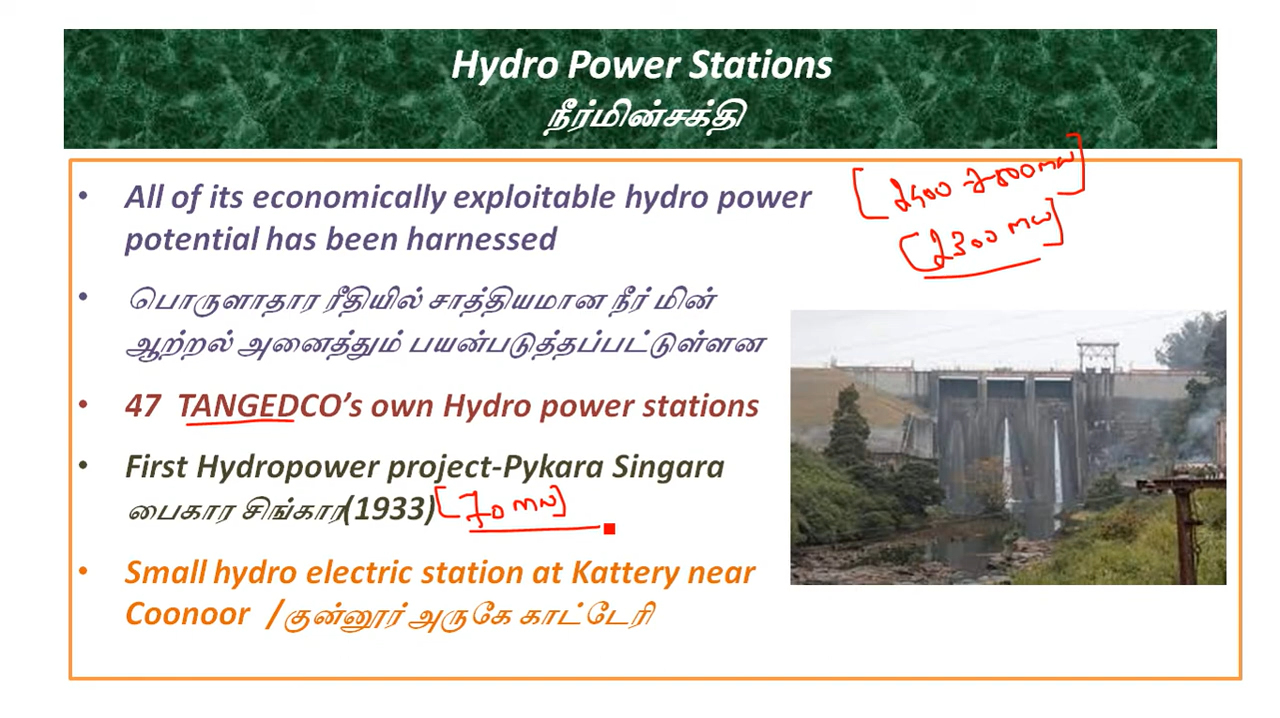 Hydro Power Stations
நீர்மின்சக்தி
[2400 2500mw]
[2300 mw]
• All of its economically exploitable hydro power
potential has been harnessed
• பொருளாதார ரீதியில் சாத்தியமான நீர் மின்
ஆற்றல் அனைத்தும் பயன்படுத்தப்பட்டுள்ளன
• 47 TANGEDCO’s own Hydro power stations
• First Hydropower project-Pykara Singara
பைகார சிங்கார(1933) [70 mw]
• Small hydro electric station at Kattery near
Coonoor / குன்னூர் அருகே காட்டேரி